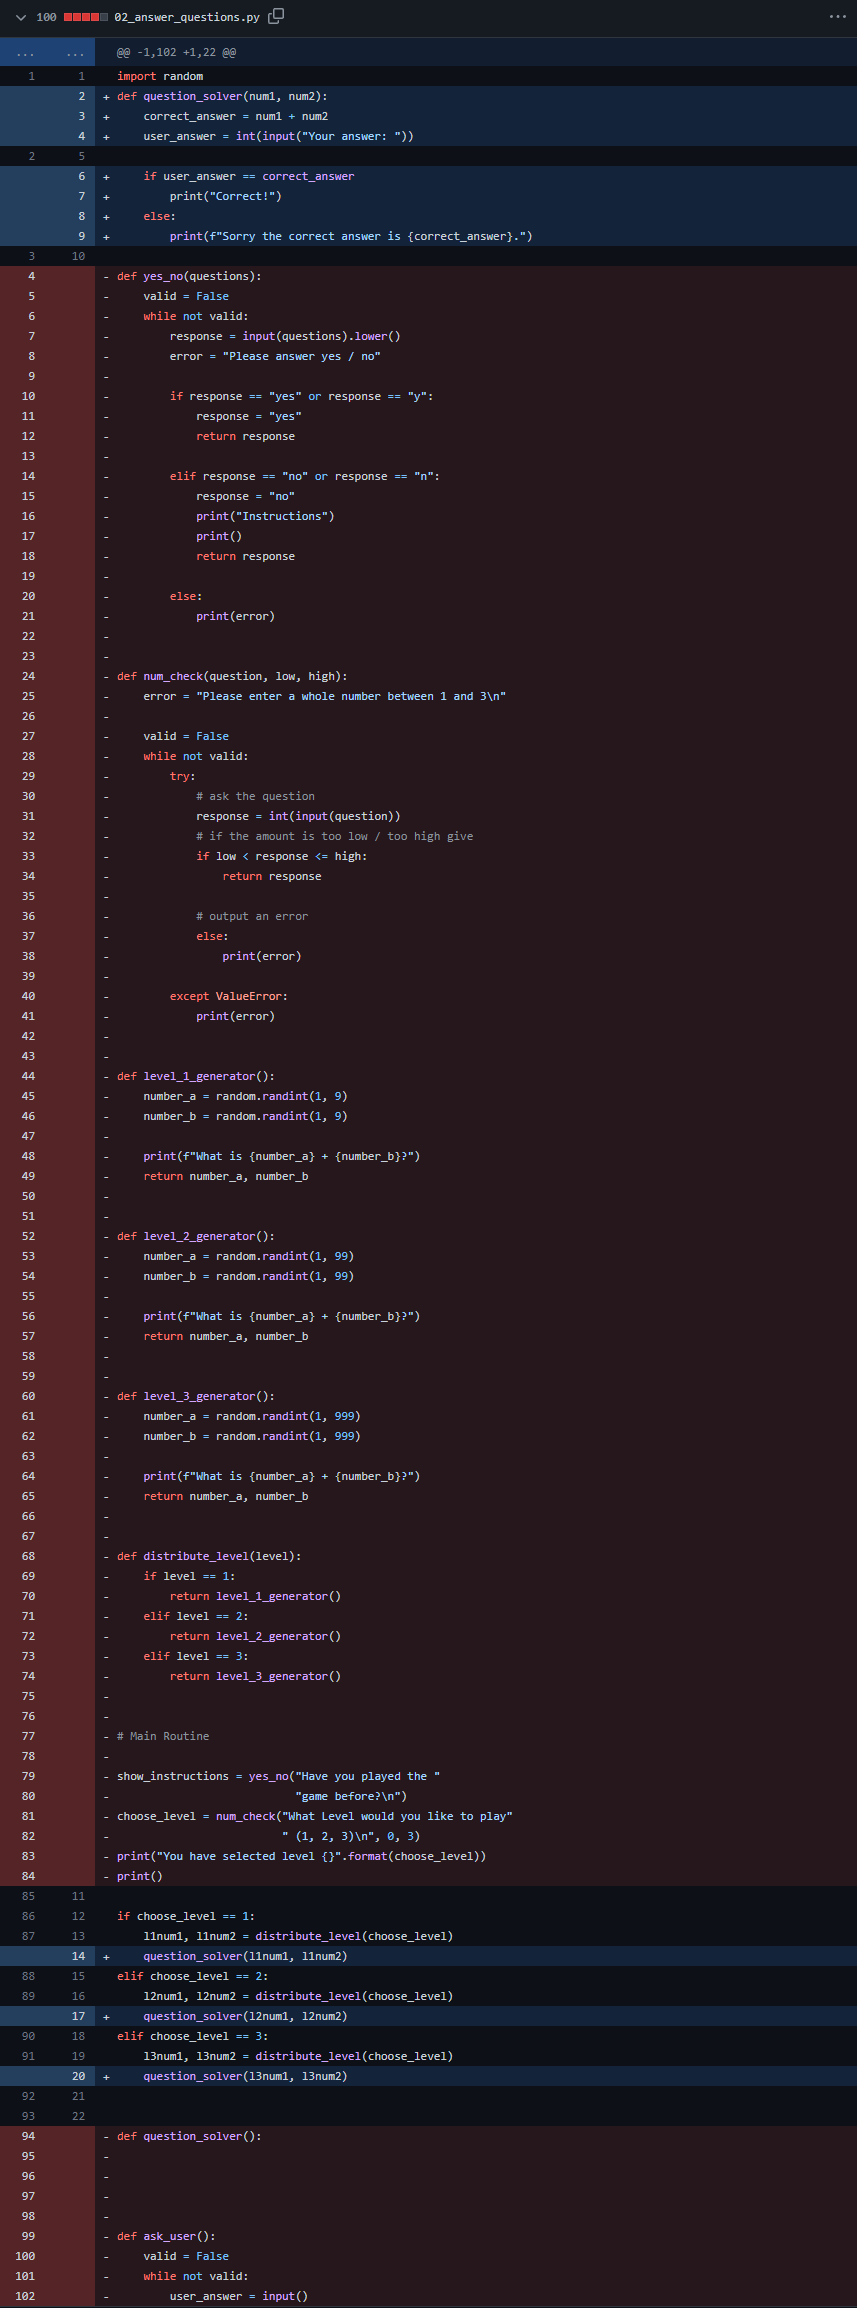 100 02_answer_questions.py
... ... @@ -1,102 +1,22 @@
1 1 import random
2 + def question_solver(num1, num2):
3 + correct_answer = num1 + num2
4 + user_answer = int(input("Your answer: "))
2 5
6 + if user_answer == correct_answer
7 + print("Correct!")
8 + else:
9 + print(f"Sorry the correct answer is {correct_answer}.")
3 10
4 - def yes_no(questions):
5 - valid = False
6 - while not valid:
7 - response = input(questions).lower()
8 - error = "Please answer yes / no"
9 -
10 - if response == "yes" or response == "y":
11 - response = "yes"
12 - return response
13 -
14 - elif response == "no" or response == "n":
15 - response = "no"
16 - print("Instructions")
17 - print()
18 - return response
19 -
20 - else:
21 - print(error)
22 -
23 -
24 - def num_check(question, low, high):
25 - error = "Please enter a whole number between 1 and 3\n"
26 -
27 - valid = False
28 - while not valid:
29 - try:
30 - # ask the question
31 - response = int(input(question))
32 - # if the amount is too low / too high give
33 - if low < response <= high:
34 - return response
35 -
36 - # output an error
37 - else:
38 - print(error)
39 -
40 - except ValueError:
41 - print(error)
42 -
43 -
44 - def level_1_generator():
45 - number_a = random.randint(1, 9)
46 - number_b = random.randint(1, 9)
47 -
48 - print(f"What is {number_a} + {number_b}?")
49 - return number_a, number_b
50 -
51 -
52 - def level_2_generator():
53 - number_a = random.randint(1, 99)
54 - number_b = random.randint(1, 99)
55 -
56 - print(f"What is {number_a} + {number_b}?")
57 - return number_a, number_b
58 -
59 -
60 - def level_3_generator():
61 - number_a = random.randint(1, 999)
62 - number_b = random.randint(1, 999)
63 -
64 - print(f"What is {number_a} + {number_b}?")
65 - return number_a, number_b
66 -
67 -
68 - def distribute_level(level):
69 - if level == 1:
70 - return level_1_generator()
71 - elif level == 2:
72 - return level_2_generator()
73 - elif level == 3:
74 - return level_3_generator()
75 -
76 -
77 - # Main Routine
78 -
79 - show_instructions = yes_no("Have you played the "
80 - "game before?\n")
81 - choose_level = num_check("What Level would you like to play"
82 - " (1, 2, 3)\n", 0, 3)
83 - print("You have selected level {}".format(choose_level))
84 - print()
85 11
86 12 if choose_level == 1:
87 13 l1num1, l1num2 = distribute_level(choose_level)
14 + question_solver(l1num1, l1num2)
88 15 elif choose_level == 2:
89 16 l2num1, l2num2 = distribute_level(choose_level)
17 + question_solver(l2num1, l2num2)
90 18 elif choose_level == 3:
91 19 l3num1, l3num2 = distribute_level(choose_level)
20 + question_solver(l3num1, l3num2)
92 21
93 22
94 - def question_solver():
95 -
96 -
97 -
98 -
99 - def ask_user():
100 - valid = False
101 - while not valid:
102 - user_answer = input()